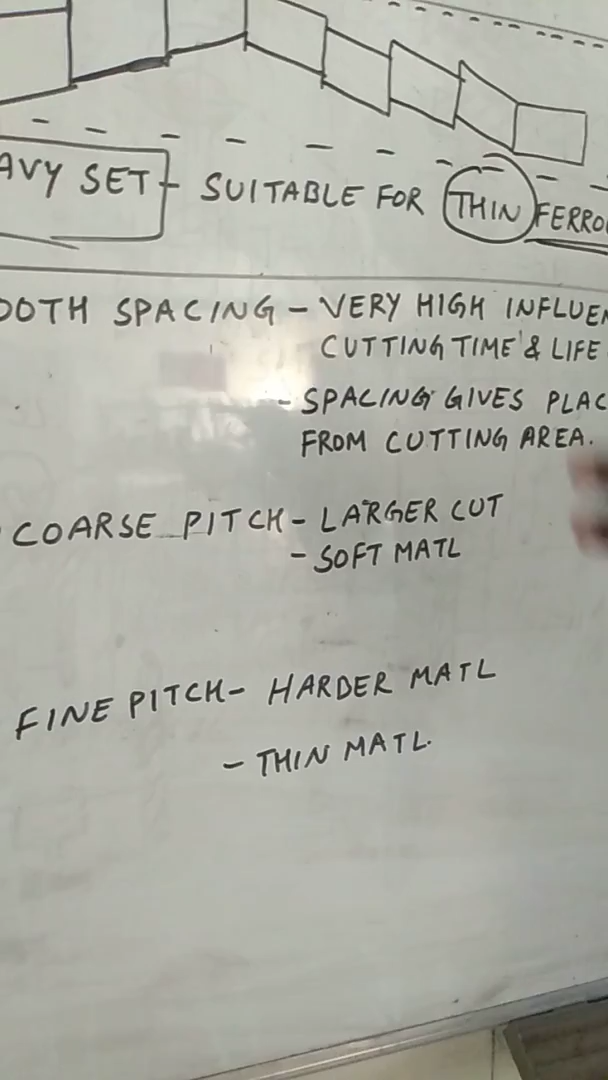 AVY SET - SUITABLE FOR THIN FERRO
OOTH SPACING - VERY HIGH INFLUEN
CUTTING TIME & LIFE
- SPACING GIVES PLAC
FROM CUTTING AREA.
COARSE PITCH - LARGER CUT
- SOFT MATL
FINE PITCH - HARDER MATL
- THIN MATL.